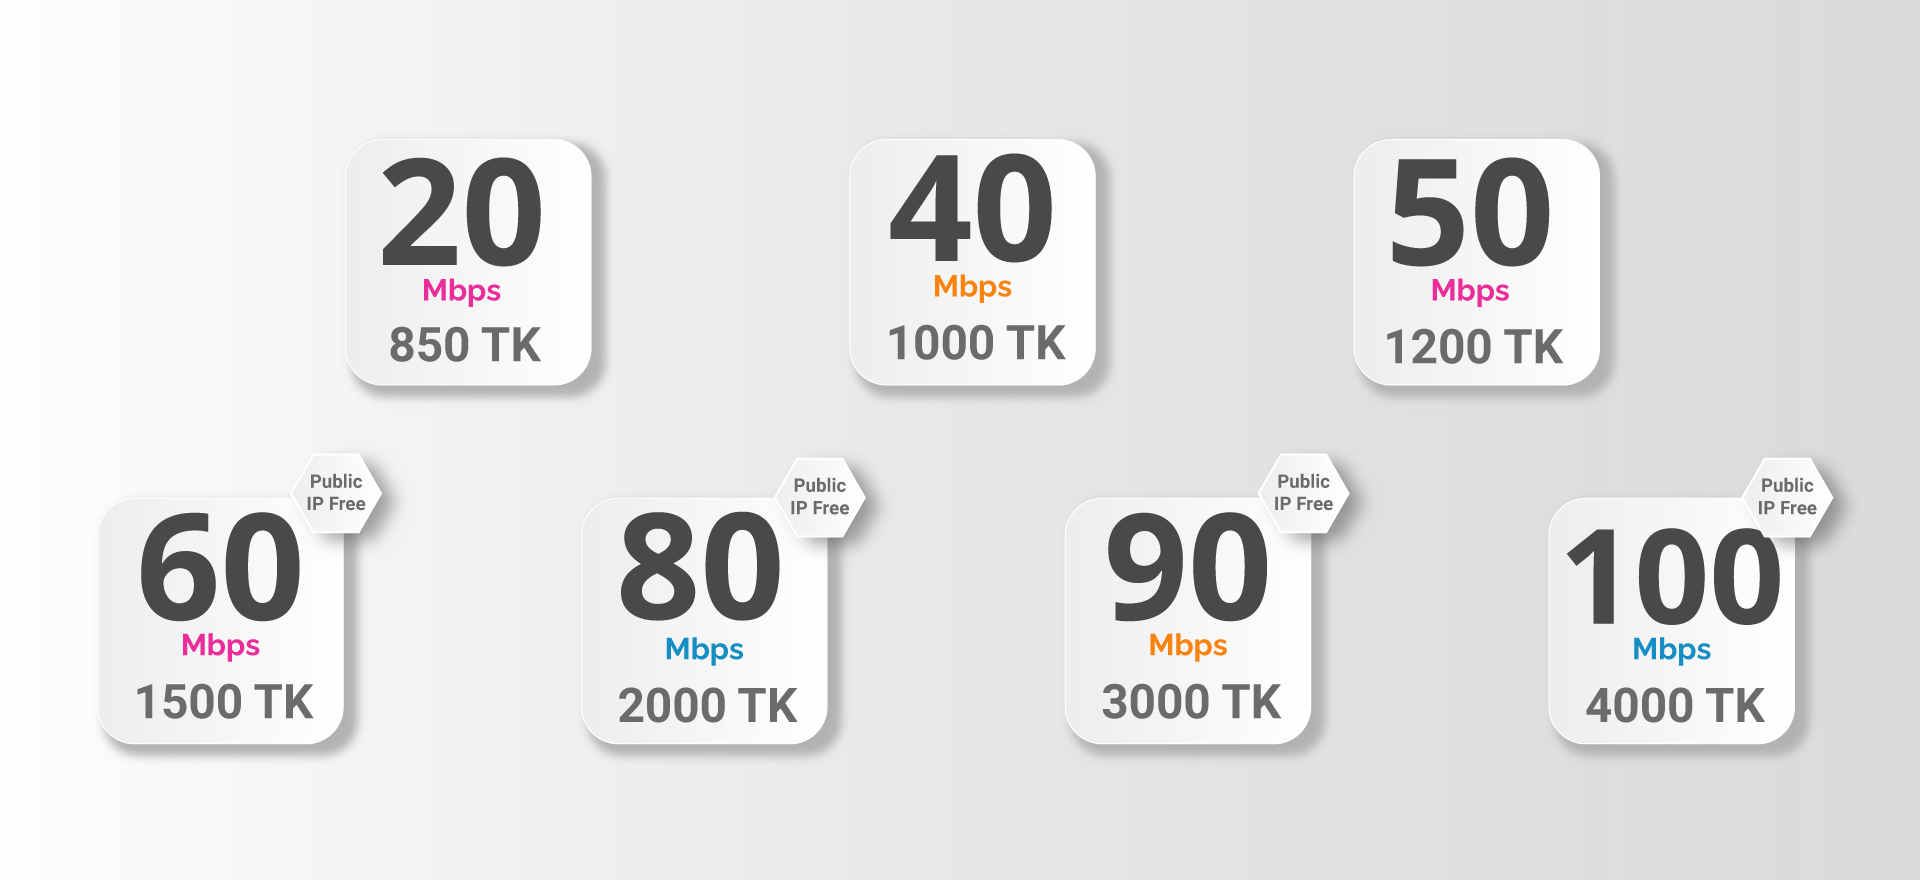 20
Mbps
850 TK
40
Mbps
1000 TK
50
Mbps
1200 TK
Public
IP Free
60
Mbps
1500 TK
Public
IP Free
80
Mbps
2000 TK
Public
IP Free
90
Mbps
3000 TK
Public
IP Free
100
Mbps
4000 TK